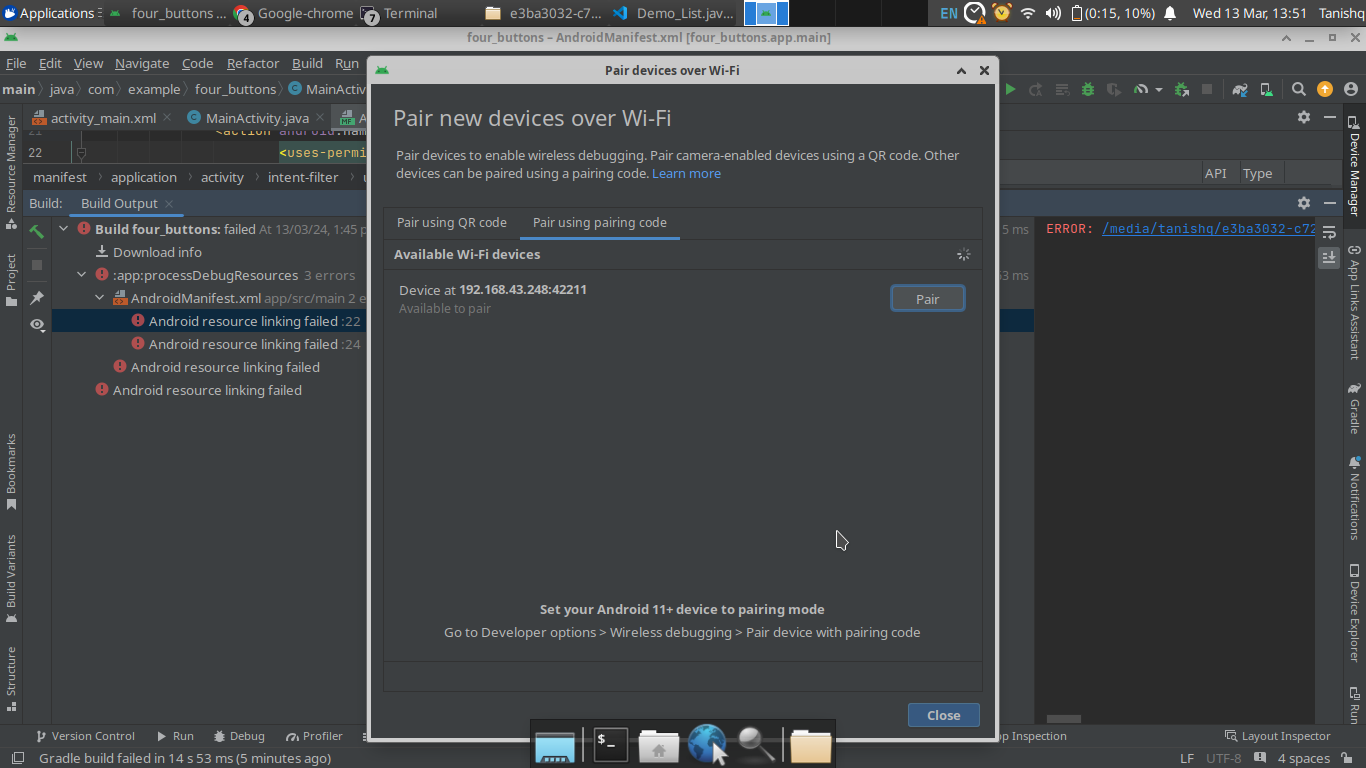 Applications
four_buttons ...
4
Google-chrome
7
Terminal
e3ba3032-c7...
Demo_List.jav...
EN
(0:15, 10%)
Wed 13 Mar, 13:51
Tanishq
four_buttons – AndroidManifest.xml [four_buttons.app.main]
File Edit View Navigate Code Refactor Build Run
main
java
com
example
four_buttons
MainActiv
activity_main.xml
MainActivity.java
22
<uses-permi
manifest
application
activity
intent-filter
API
Type
Build:
Build Output
Build four_buttons: failed At 13/03/24, 1:45 p
Download info
:app:processDebugResources 3 errors
AndroidManifest.xml app/src/main 2 e
Android resource linking failed :22
Android resource linking failed :24
Android resource linking failed
Android resource linking failed
5 ms
ERROR: /media/tanishq/e3ba3032-c72
Pair devices over Wi-Fi
Pair new devices over Wi-Fi
Pair devices to enable wireless debugging. Pair camera-enabled devices using a QR code. Other
devices can be paired using a pairing code. Learn more
Pair using QR code
Pair using pairing code
Available Wi-Fi devices
Device at 192.168.43.248:42211
Available to pair
Pair
Set your Android 11+ device to pairing mode
Go to Developer options > Wireless debugging > Pair device with pairing code
Close
Resource Manager
Project
Bookmarks
Build Variants
Structure
Device Manager
App Links Assistant
Gradle
Notifications
Device Explorer
Run
Version Control
Run
Debug
Profiler
$_
p Inspection
Layout Inspector
Gradle build failed in 14 s 53 ms (5 minutes ago)
LF
UTF-8
4 spaces